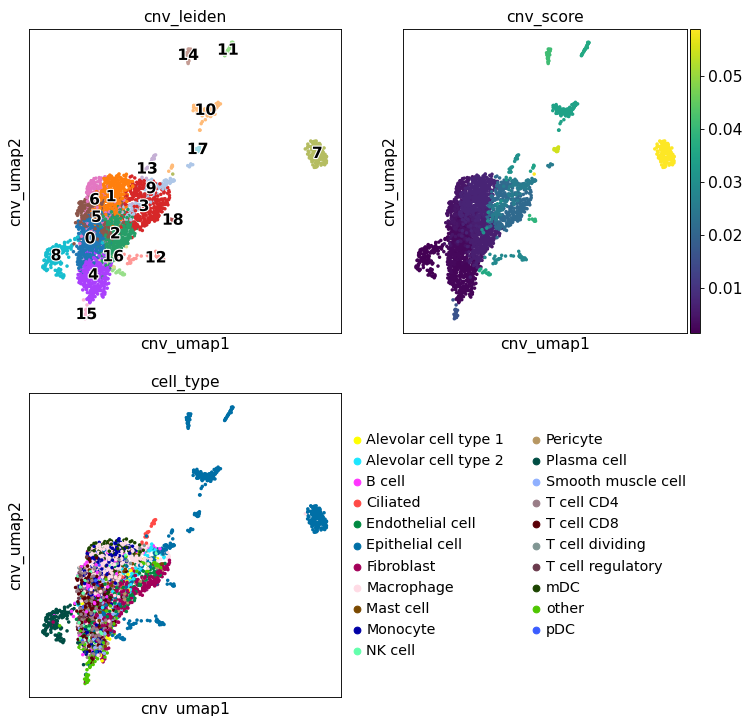 cnv_leiden
cnv_umap2
cnv_umap1
14
11
10
17
7
13
9
6
1
3
5
18
2
0
8
16
12
4
15
cnv_score
cnv_umap2
cnv_umap1
0.05
0.04
0.03
0.02
0.01
cell_type
cnv_umap2
cnv_umap1
Alevolar cell type 1
Alevolar cell type 2
B cell
Ciliated
Endothelial cell
Epithelial cell
Fibroblast
Macrophage
Mast cell
Monocyte
NK cell
Pericyte
Plasma cell
Smooth muscle cell
T cell CD4
T cell CD8
T cell dividing
T cell regulatory
mDC
other
pDC